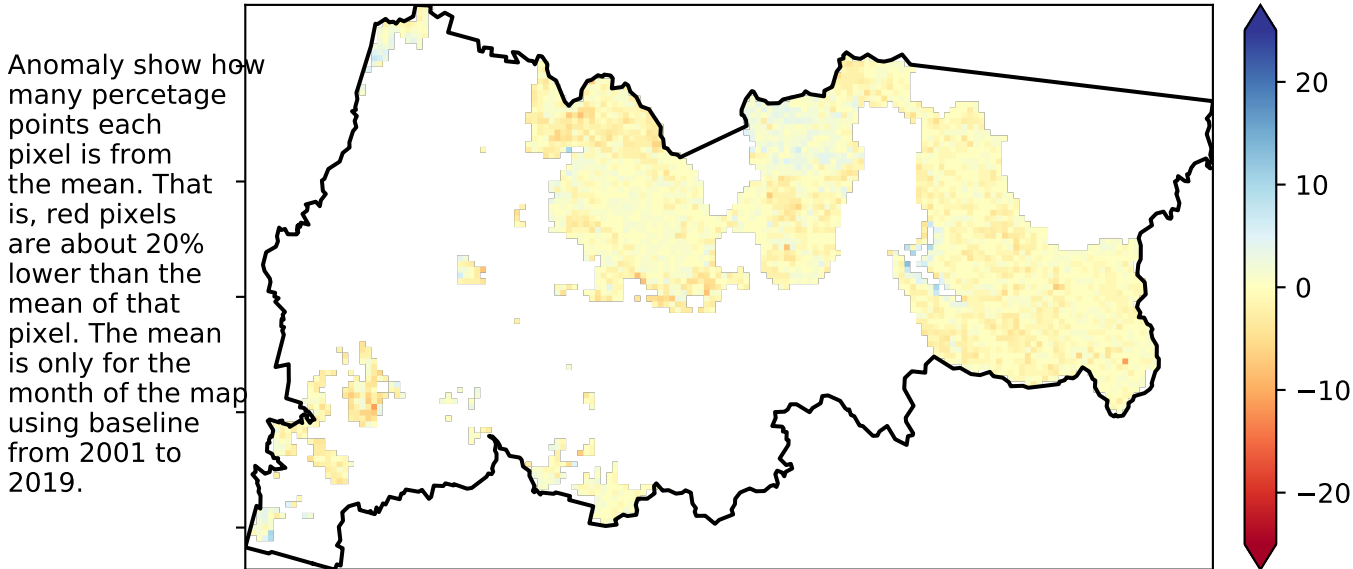 Anomaly show how
many percetage
points each
pixel is from
the mean. That
is, red pixels
are about 20%
lower than the
mean of that
pixel. The mean
is only for the
month of the map
using baseline
from 2001 to
2019.
20
10
0
−10
−20